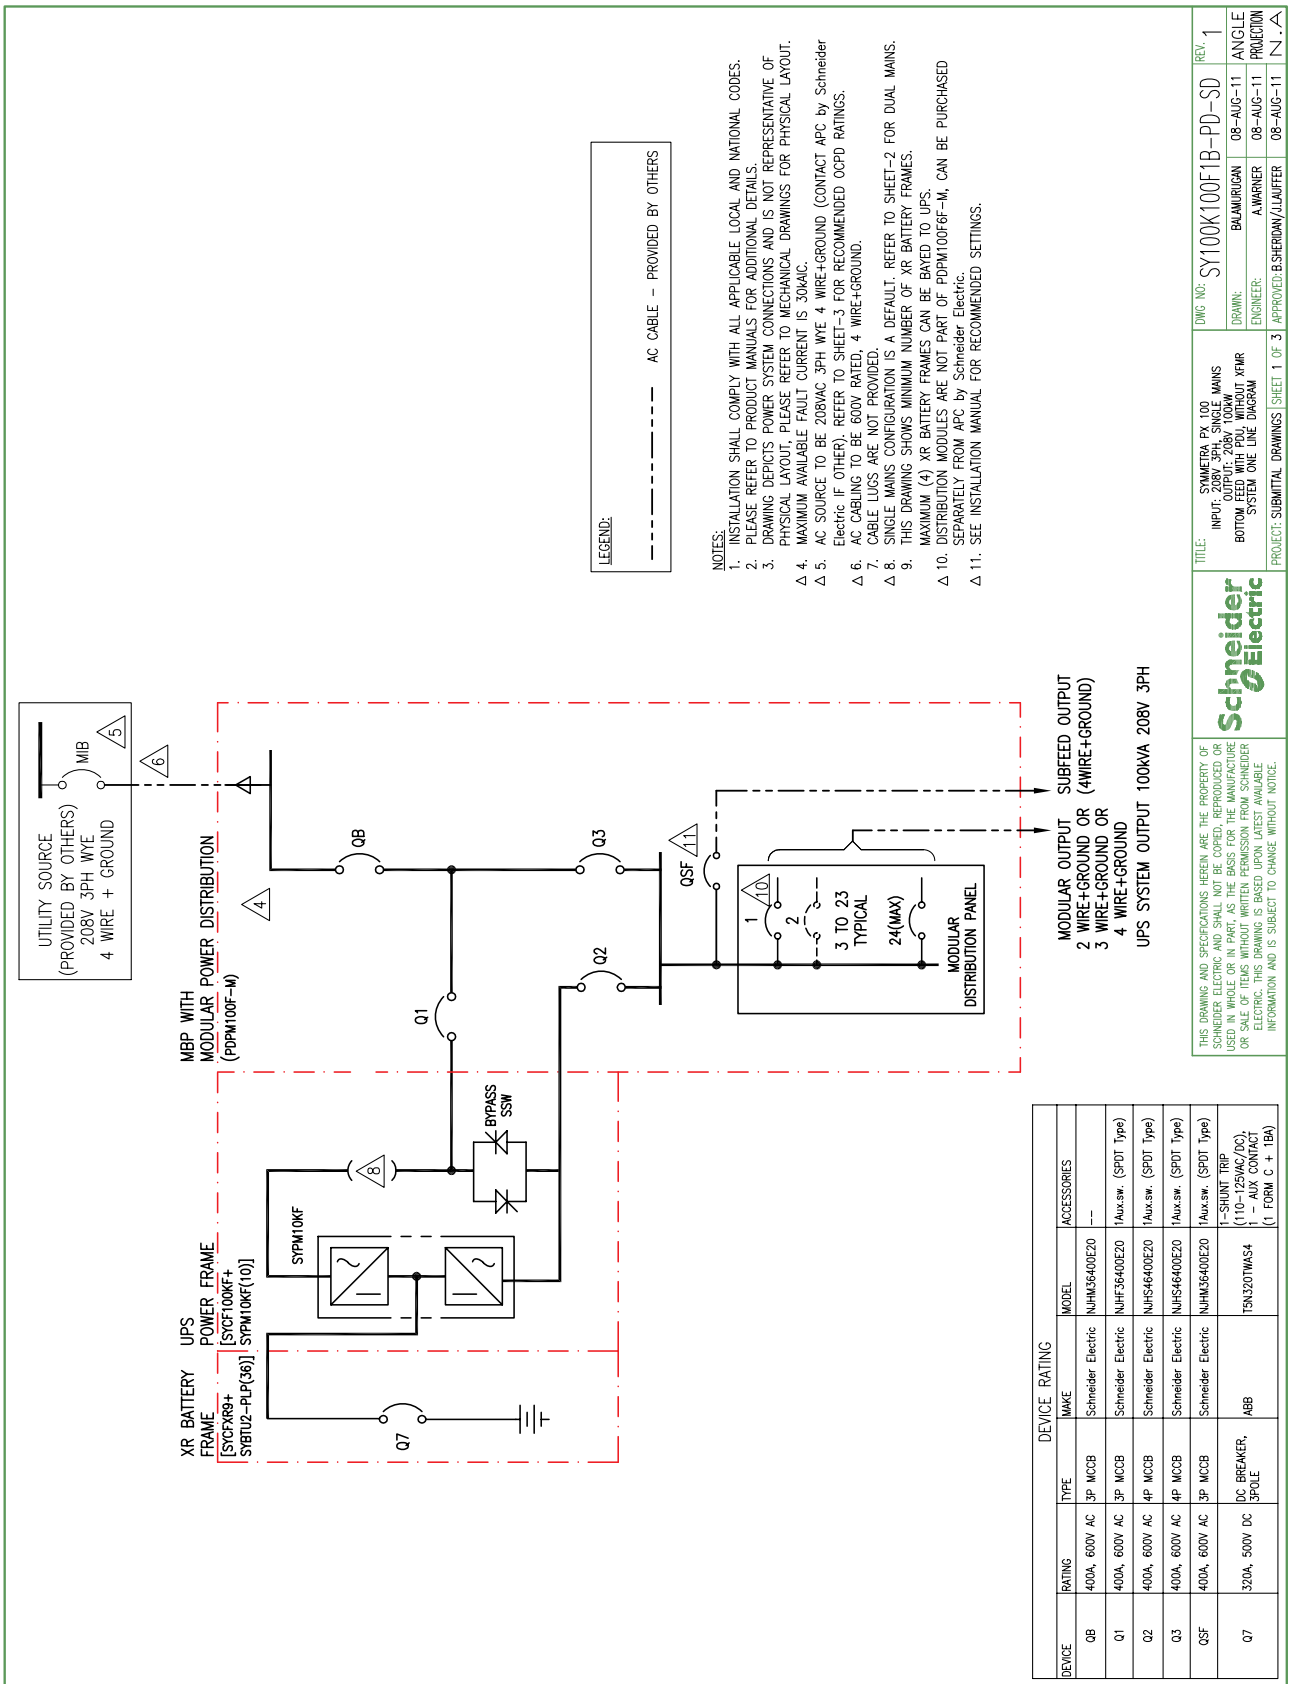 UTILITY SOURCE
(PROVIDED BY OTHERS)
208V 3PH WYE
4 WIRE + GROUND
MIB
5
6
4
MBP WITH
MODULAR POWER DISTRIBUTION
(PDPM100F-M)
QB
Q1
Q3
Q2
QSF
11
10
1
2
3 TO 23
TYPICAL
24(MAX)
MODULAR
DISTRIBUTION PANEL
MODULAR OUTPUT
2 WIRE+GROUND OR
3 WIRE+GROUND OR
4 WIRE+GROUND
SUBFEED OUTPUT
(4WIRE+GROUND)
UPS SYSTEM OUTPUT 100kVA 208V 3PH
UPS
POWER FRAME
[SYCF100KF+
SYPM10KF(10)]
SYPM10KF
8
BYPASS
SSW
XR BATTERY
FRAME
[SYCFXR9+
SYBTU2-PLP(36)]
Q7
LEGEND:
AC CABLE - PROVIDED BY OTHERS
NOTES:
1. INSTALLATION SHALL COMPLY WITH ALL APPLICABLE LOCAL AND NATIONAL CODES.
2. PLEASE REFER TO PRODUCT MANUALS FOR ADDITIONAL DETAILS.
3. DRAWING DEPICTS POWER SYSTEM CONNECTIONS AND IS NOT REPRESENTATIVE OF
PHYSICAL LAYOUT, PLEASE REFER TO MECHANICAL DRAWINGS FOR PHYSICAL LAYOUT.
Δ 4. MAXIMUM AVAILABLE FAULT CURRENT IS 30kAIC.
Δ 5. AC SOURCE TO BE 208VAC 3PH WYE 4 WIRE+GROUND (CONTACT APC by Schneider
Electric IF OTHER). REFER TO SHEET-3 FOR RECOMMENDED OCPD RATINGS.
Δ 6. AC CABLING TO BE 600V RATED, 4 WIRE+GROUND.
7. CABLE LUGS ARE NOT PROVIDED.
Δ 8. SINGLE MAINS CONFIGURATION IS A DEFAULT. REFER TO SHEET-2 FOR DUAL MAINS.
9. THIS DRAWING SHOWS MINIMUM NUMBER OF XR BATTERY FRAMES.
MAXIMUM (4) XR BATTERY FRAMES CAN BE BAYED TO UPS.
Δ 10. DISTRIBUTION MODULES ARE NOT PART OF PDPM100F6F-M, CAN BE PURCHASED
SEPARATELY FROM APC by Schneider Electric.
Δ 11. SEE INSTALLATION MANUAL FOR RECOMMENDED SETTINGS.
DEVICE RATING
DEVICE RATING TYPE MAKE MODEL ACCESSORIES
QB 400A, 600V AC 3P MCCB Schneider Electric NJHM36400E20 --
Q1 400A, 600V AC 3P MCCB Schneider Electric NJHF36400E20 1Aux.sw. (SPDT Type)
Q2 400A, 600V AC 4P MCCB Schneider Electric NJHS46400E20 1Aux.sw. (SPDT Type)
Q3 400A, 600V AC 4P MCCB Schneider Electric NJHS46400E20 1Aux.sw. (SPDT Type)
QSF 400A, 600V AC 3P MCCB Schneider Electric NJHM36400E20 1Aux.sw. (SPDT Type)
Q7 320A, 500V DC DC BREAKER, 3POLE ABB T5N320TWAS4 1-SHUNT TRIP
(110-125VAC/DC),
1 - AUX CONTACT
(1 FORM C + 1BA)
THIS DRAWING AND SPECIFICATIONS HEREIN ARE THE PROPERTY OF
SCHNEIDER ELECTRIC AND SHALL NOT BE COPIED, REPRODUCED OR
USED IN WHOLE OR IN PART, AS THE BASIS FOR THE MANUFACTURE
OR SALE OF ITEMS WITHOUT WRITTEN PERMISSION FROM SCHNEIDER
ELECTRIC. THIS DRAWING IS BASED UPON LATEST AVAILABLE
INFORMATION AND IS SUBJECT TO CHANGE WITHOUT NOTICE.
Schneider
Electric
TITLE: SYMMETRA PX 100
INPUT: 208V 3PH, SINGLE MAINS
OUTPUT: 208V 100kW
BOTTOM FEED WITH PDU, WITHOUT XFMR
SYSTEM ONE LINE DIAGRAM
PROJECT: SUBMITTAL DRAWINGS SHEET 1 OF 3
DWG NO: SY100K100F1B-PD-SD REV. 1
DRAWN: BALAMURUGAN 08-AUG-11
ENGINEER: A.WARNER 08-AUG-11
APPROVED: B.SHERIDAN/J.LAUFFER 08-AUG-11
ANGLE
PROJECTION
N.A